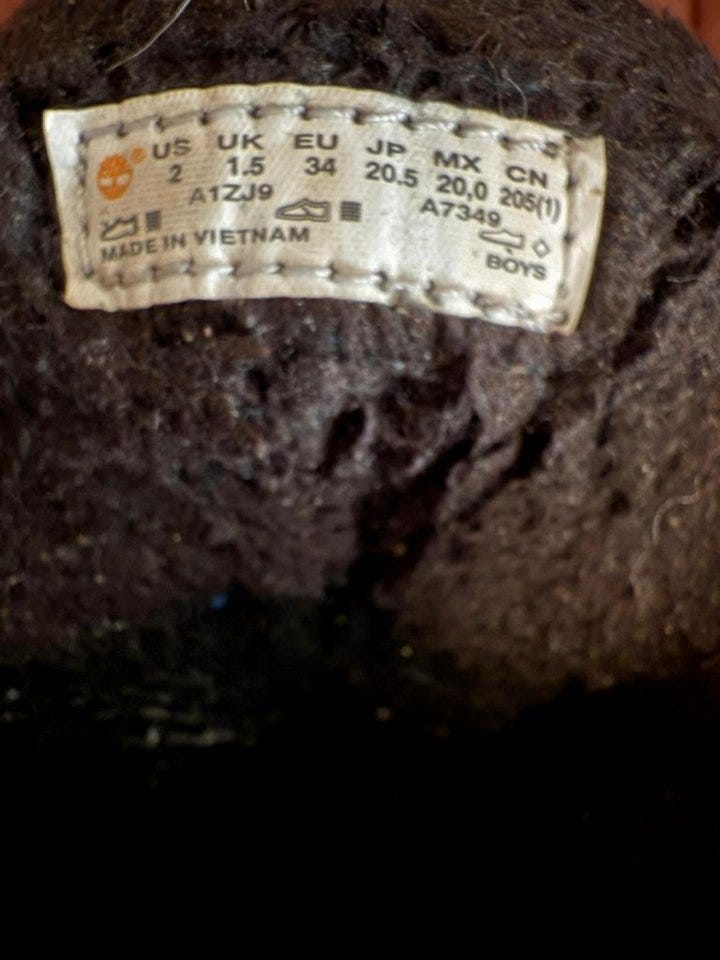 US UK EU JP MX CN
2 1.5 34 20.5 20,0 205(1)
A1ZJ9 A7349
MADE IN VIETNAM
BOYS